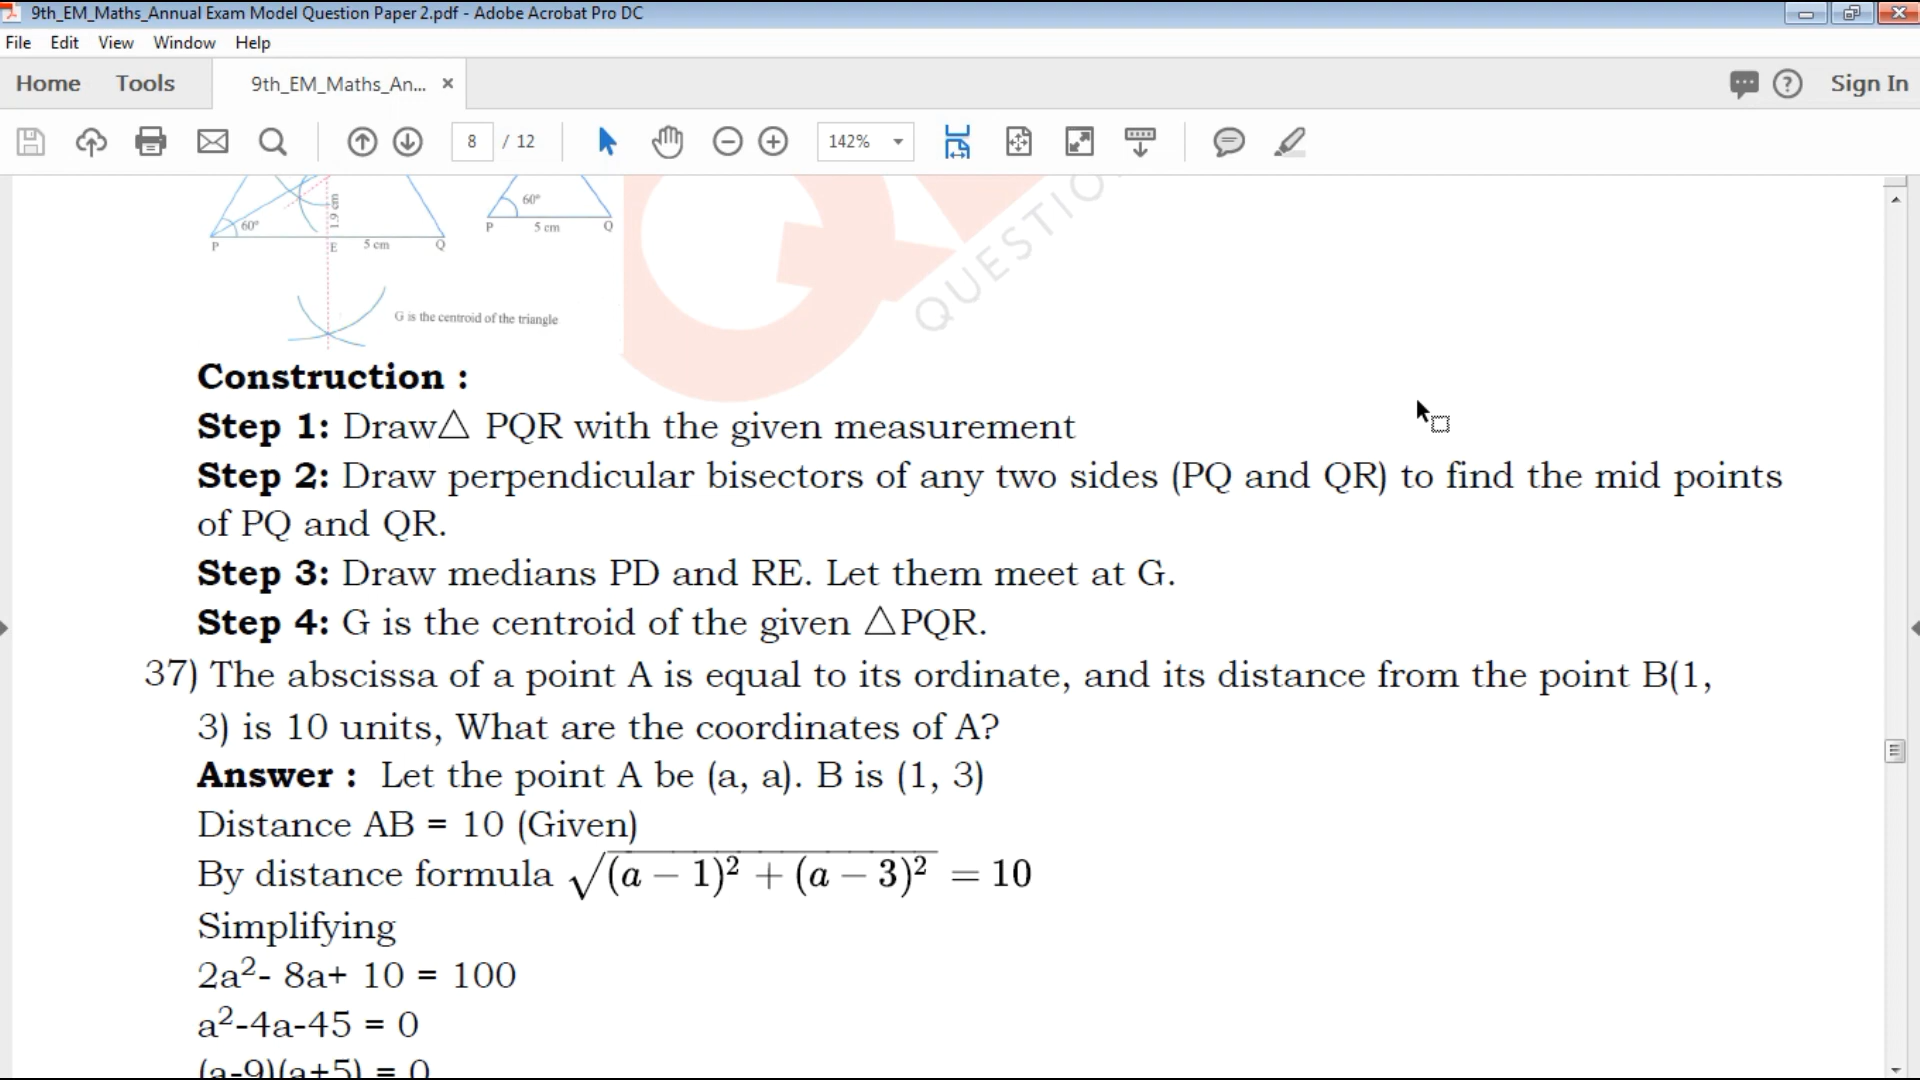 9th_EM_Maths_Annual Exam Model Question Paper 2.pdf - Adobe Acrobat Pro DC
File Edit View Window Help
Home Tools 9th_EM_Maths_An... × Sign In
8 / 12 142%
60° 1.9 cm 60°
P E 5 cm Q P 5 cm Q
QUESTIO
G is the centroid of the triangle
Construction :
Step 1: Draw△ PQR with the given measurement
Step 2: Draw perpendicular bisectors of any two sides (PQ and QR) to find the mid points
of PQ and QR.
Step 3: Draw medians PD and RE. Let them meet at G.
Step 4: G is the centroid of the given △PQR.
37) The abscissa of a point A is equal to its ordinate, and its distance from the point B(1,
3) is 10 units, What are the coordinates of A?
Answer : Let the point A be (a, a). B is (1, 3)
Distance AB = 10 (Given)
By distance formula √(a − 1)² + (a − 3)² = 10
Simplifying
2a²- 8a+ 10 = 100
a²-4a-45 = 0
(a-9)(a+5) = 0